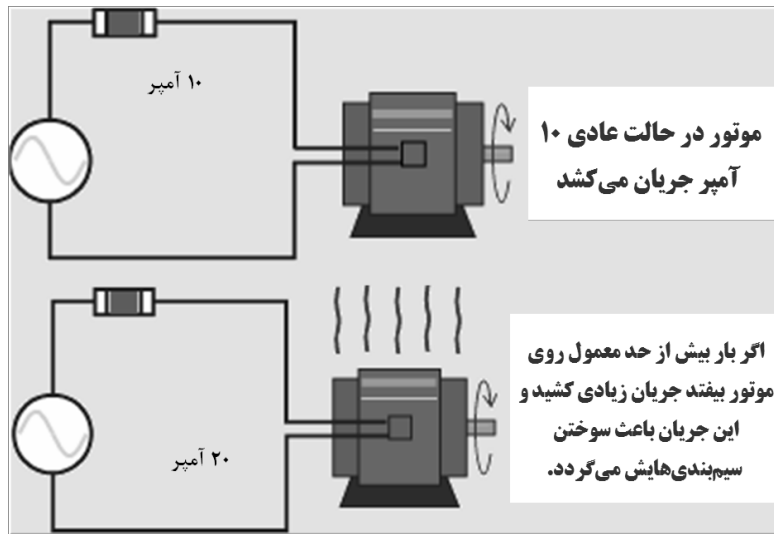 ۱۰ آمپر
موتور در حالت عادی ۱۰
آمپر جریان می‌کشد
اگر بار بیش از حد معمول روی
موتور بیفتد جریان زیادی کشید و
این جریان باعث سوختن
سیم‌بندی‌هایش می‌گردد.
۲۰ آمپر